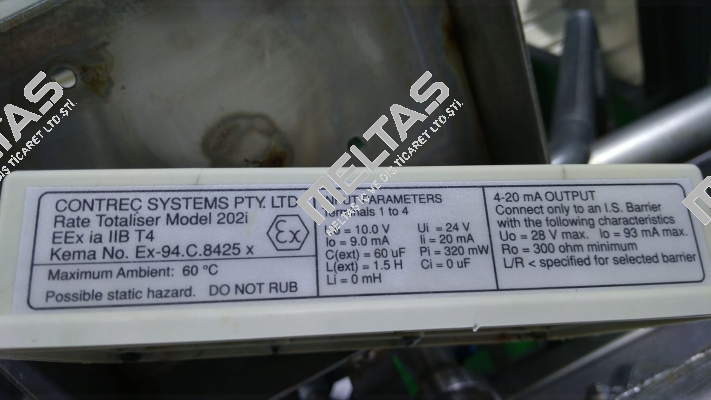 CONTREC SYSTEMS PTY. LTD.
Rate Totaliser Model 202i
EEx ia IIB T4
Kema No. Ex-94.C.8425 x
Ex
Maximum Ambient: 60 °C
Possible static hazard. DO NOT RUB
INPUT PARAMETERS
Terminals 1 to 4
Uo = 10.0 V Ui = 24 V
Io = 9.0 mA Ii = 20 mA
C(ext) = 60 uF Pi = 320 mW
L(ext) = 1.5 H Ci = 0 uF
Li = 0 mH
4-20 mA OUTPUT
Connect only to an I.S. Barrier
with the following characteristics
Uo = 28 V max. Io = 93 mA max.
Ro = 300 ohm minimum
L/R < specified for selected barrier
MELTAS
MELTAS
MELTAS